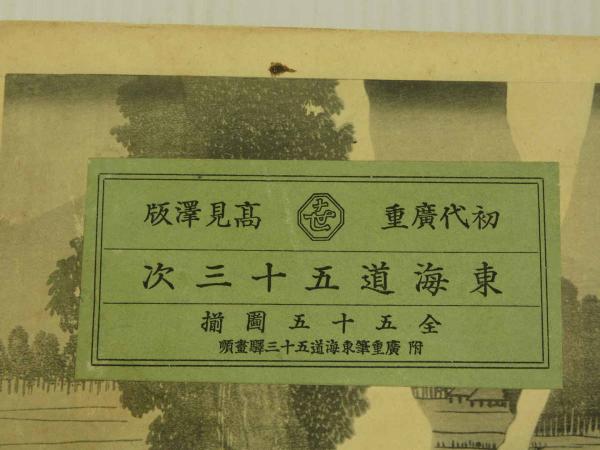 初代廣重 高見澤版
東海道五十三次
全五十五圖揃
附 廣重筆東海道五十三驛畫順